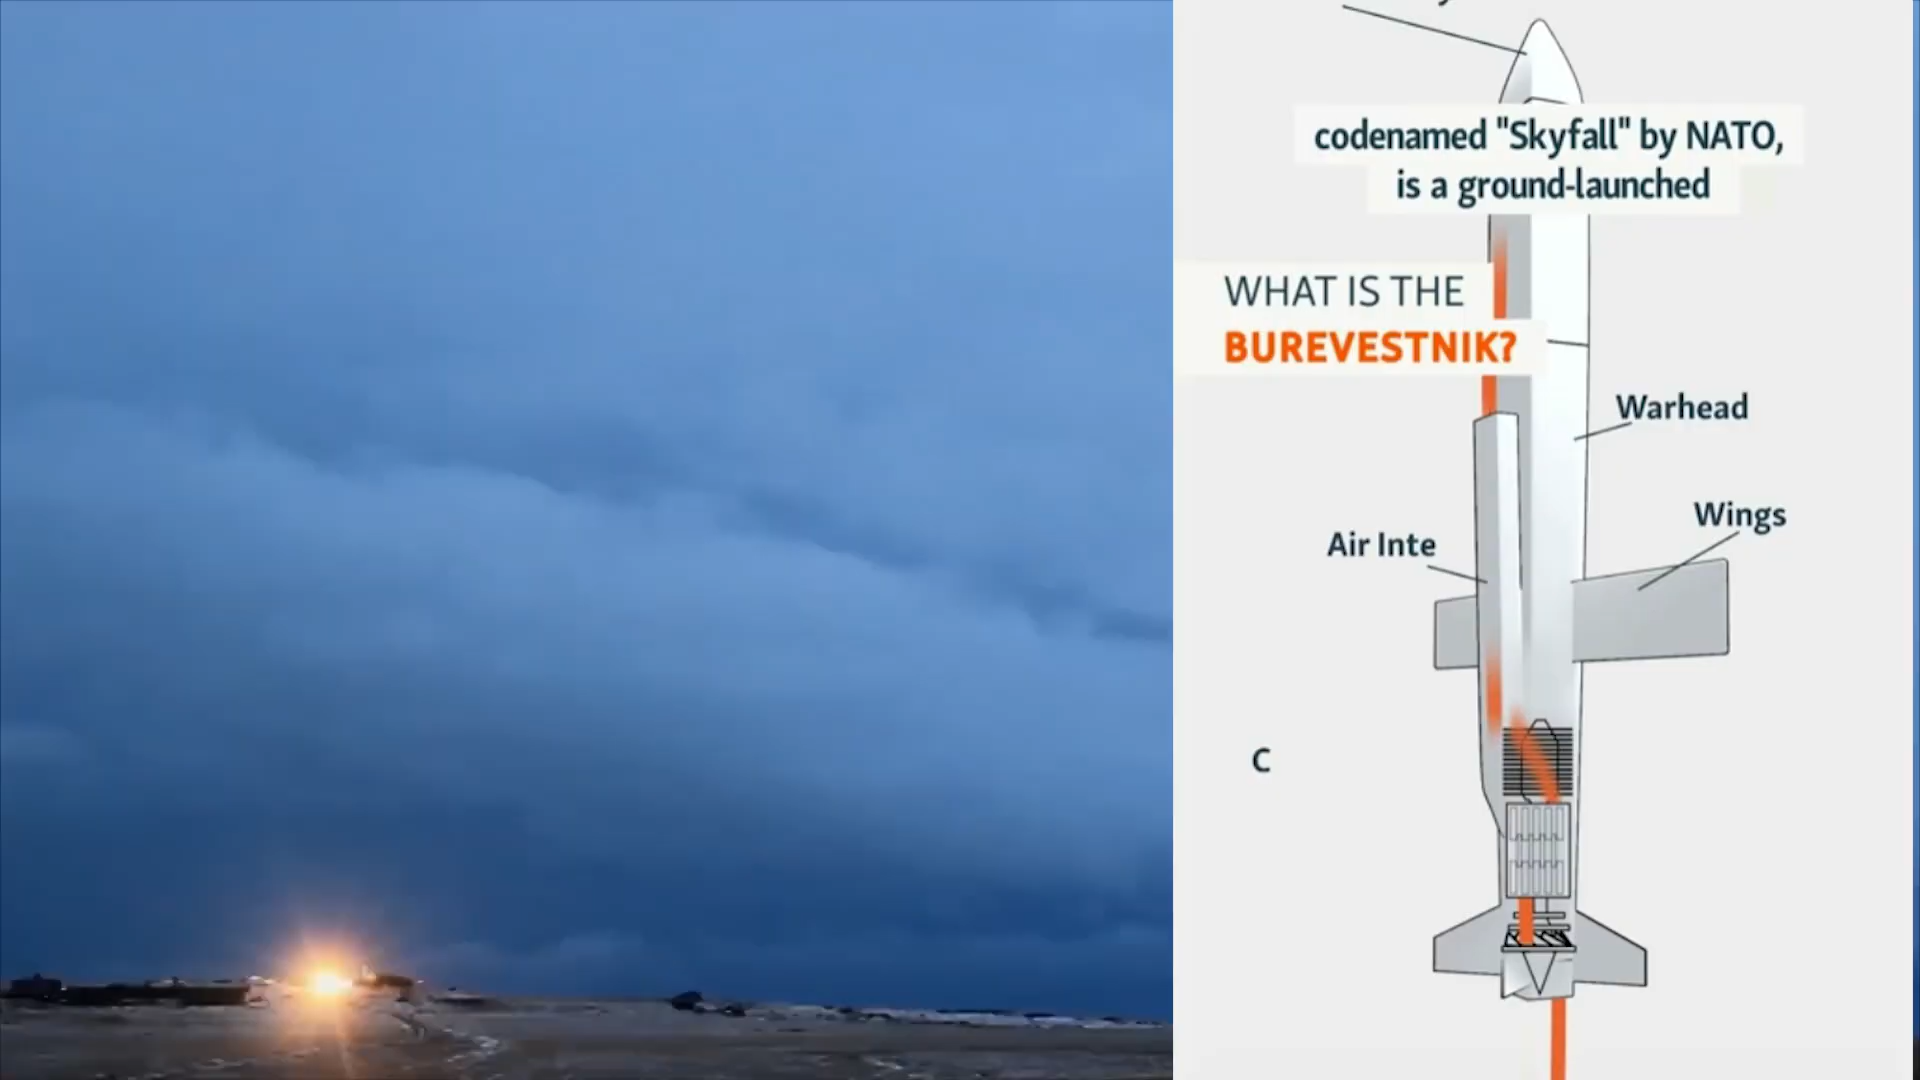 codenamed "Skyfall" by NATO,
is a ground-launched
WHAT IS THE
BUREVESTNIK?
Warhead
Wings
Air Inte
C